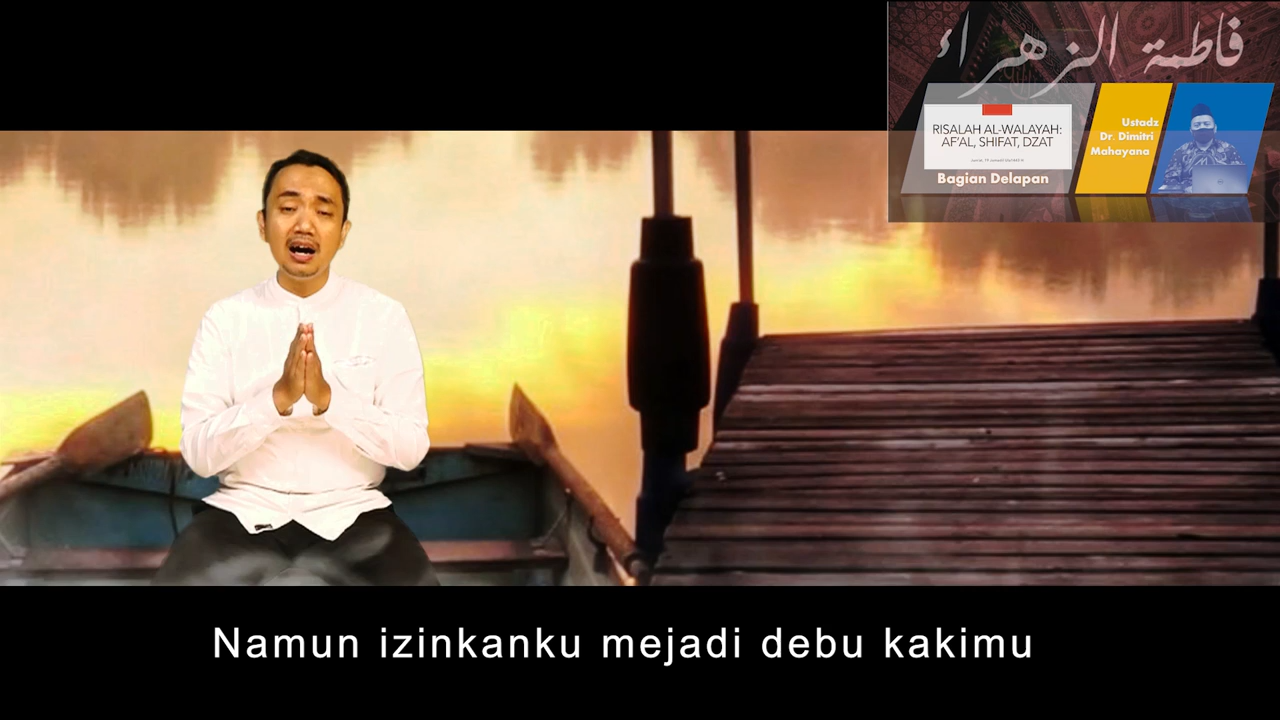 فاطمة الزهراء
RISALAH AL-WALAYAH:
AF'AL, SHIFAT, DZAT
Bagian Delapan
Ustadz
Dr. Dimitri
Mahayana
Namun izinkanku mejadi debu kakimu